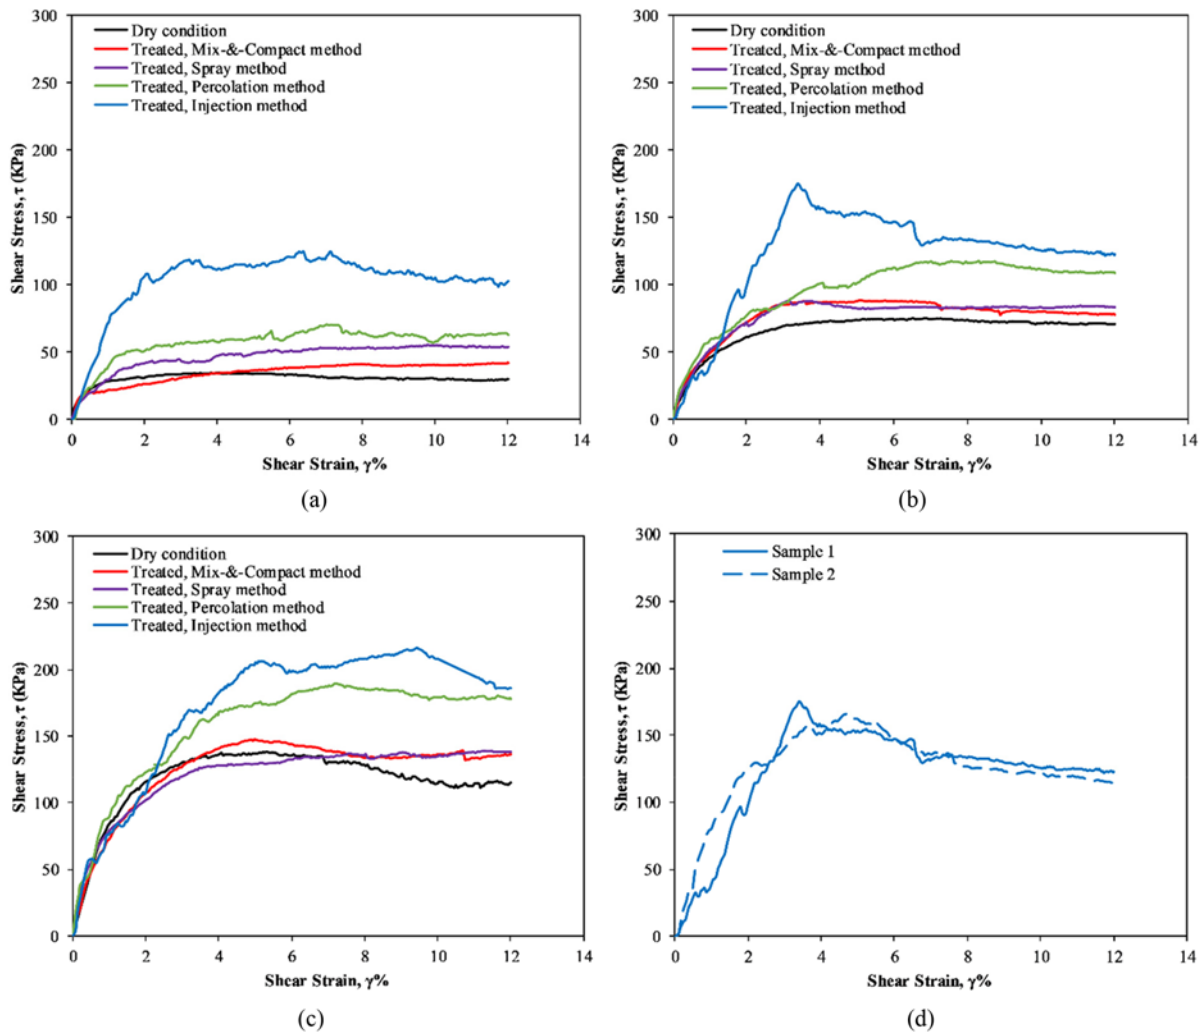 300
250
200
150
100
50
0
Shear Stress, τ (KPa)
Dry condition
Treated, Mix-&-Compact method
Treated, Spray method
Treated, Percolation method
Treated, Injection method
0 2 4 6 8 10 12 14
Shear Strain, γ%
(a)
300
250
200
150
100
50
0
Shear Stress, τ (KPa)
Dry condition
Treated, Mix-&-Compact method
Treated, Spray method
Treated, Percolation method
Treated, Injection method
0 2 4 6 8 10 12 14
Shear Strain, γ%
(b)
300
250
200
150
100
50
0
Shear Stress, τ (KPa)
Dry condition
Treated, Mix-&-Compact method
Treated, Spray method
Treated, Percolation method
Treated, Injection method
0 2 4 6 8 10 12 14
Shear Strain, γ%
(c)
300
250
200
150
100
50
0
Shear Stress, τ (KPa)
Sample 1
Sample 2
0 2 4 6 8 10 12 14
Shear Strain, γ%
(d)